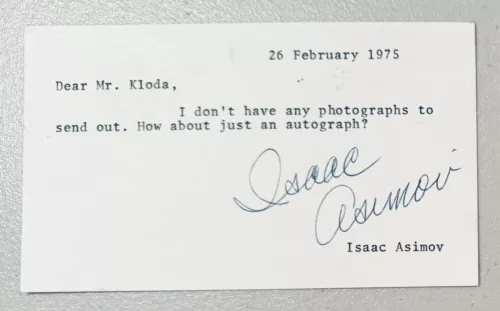 26 February 1975
Dear Mr. Kloda,
I don't have any photographs to
send out. How about just an autograph?
Isaac
Asimov
Isaac Asimov